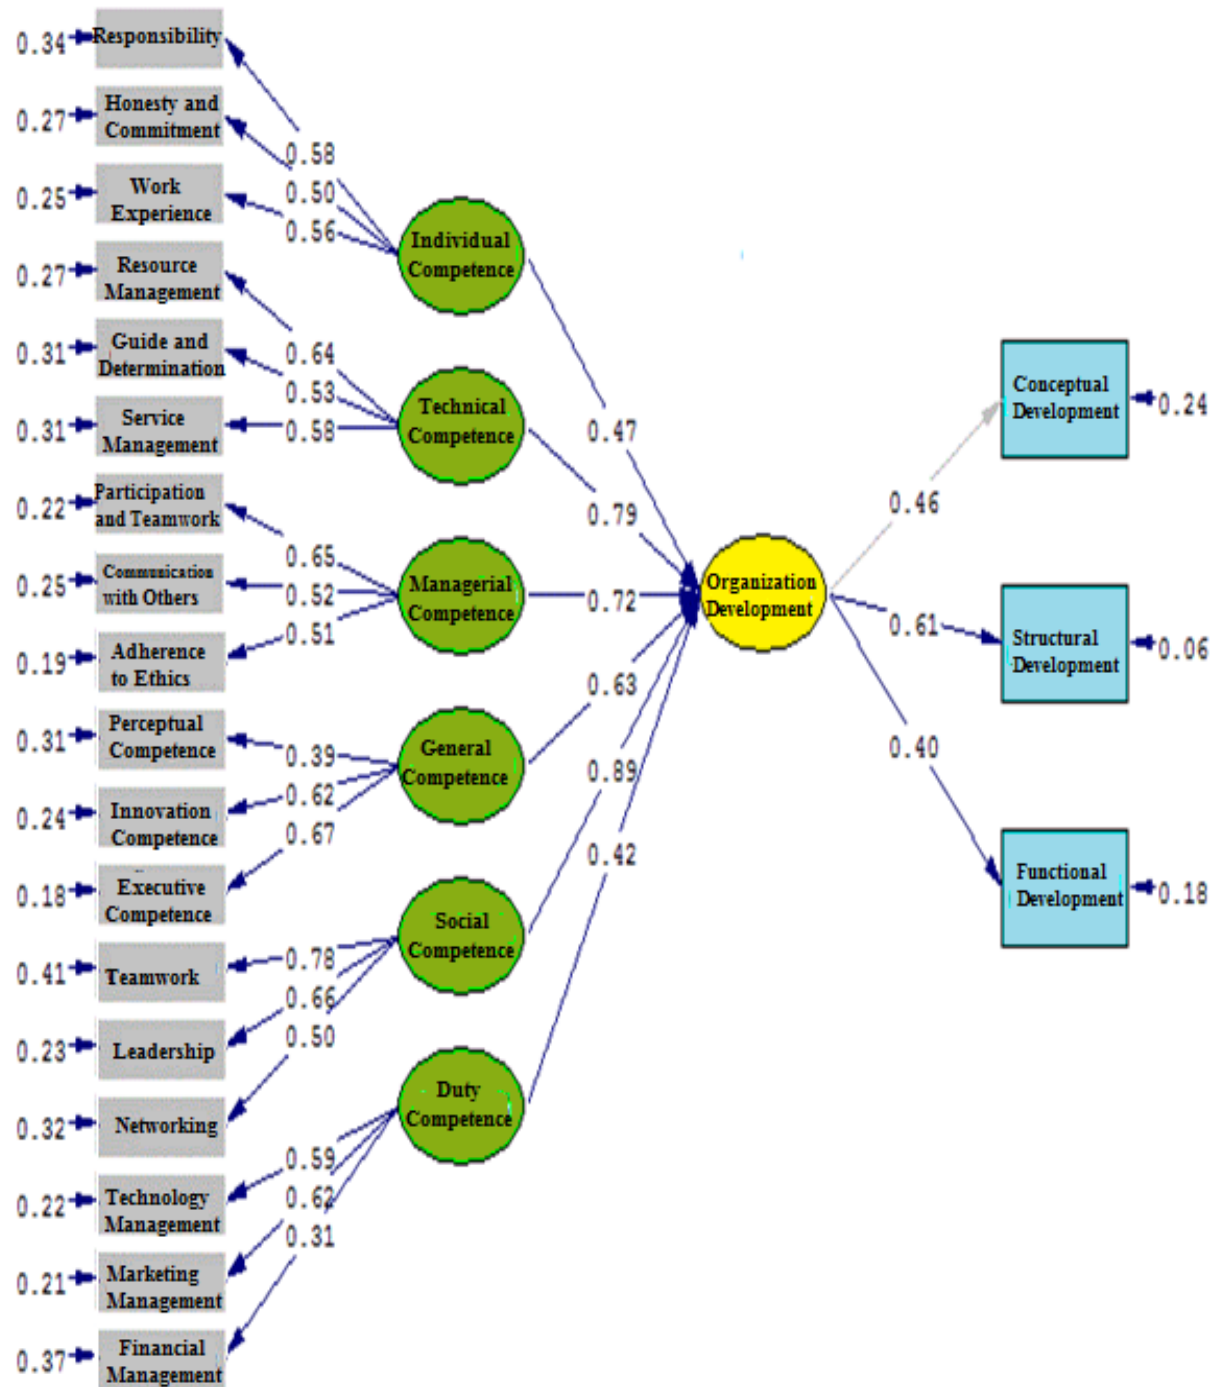 0.34
Responsibility
0.27
Honesty and
Commitment
0.25
Work
Experience
0.27
Resource
Management
0.31
Guide and
Determination
0.31
Service
Management
0.22
Participation
and Teamwork
0.25
Communication
with Others
0.19
Adherence
to Ethics
0.31
Perceptual
Competence
0.24
Innovation
Competence
0.18
Executive
Competence
0.41
Teamwork
0.23
Leadership
0.32
Networking
0.22
Technology
Management
0.21
Marketing
Management
0.37
Financial
Management
0.58
0.50
0.56
0.64
0.53
0.58
0.65
0.52
0.51
0.39
0.62
0.67
0.78
0.66
0.50
0.59
0.62
0.31
Individual
Competence
Technical
Competence
Managerial
Competence
General
Competence
Social
Competence
Duty
Competence
0.47
0.79
0.72
0.63
0.89
0.42
Organization
Development
0.46
0.61
0.40
Conceptual
Development
0.24
Structural
Development
0.06
Functional
Development
0.18